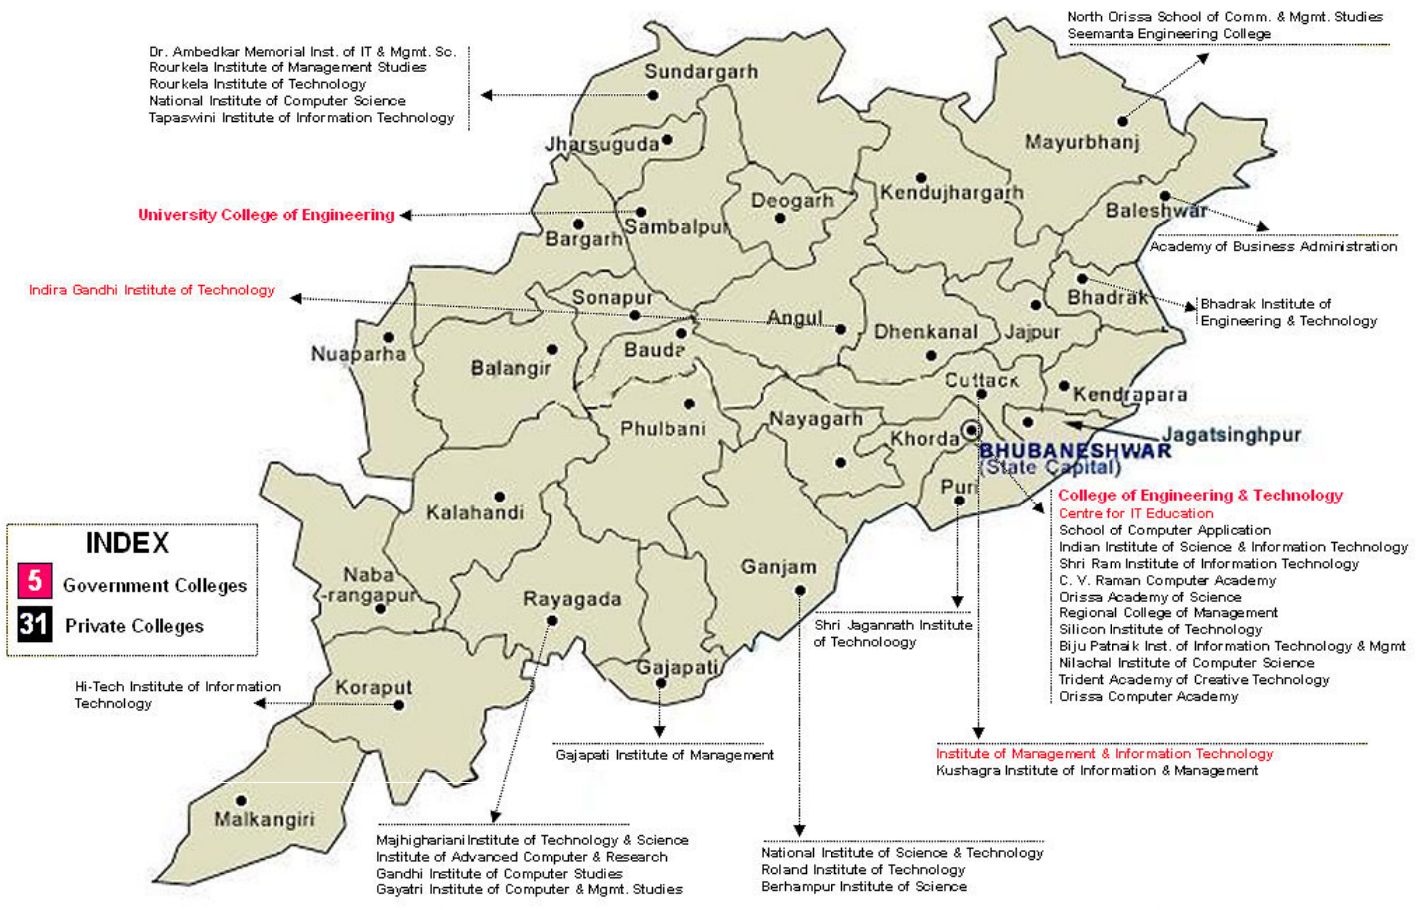 North Orissa School of Comm. & Mgmt. Studies
Seemanta Engineering College
Dr. Ambedkar Memorial Inst. of IT & Mgmt. Sc.
Rourkela Institute of Management Studies
Rourkela Institute of Technology
National Institute of Computer Science
Tapaswini Institute of Information Technology
Sundargarh
Jharsuguda
Mayurbhanj
Kendujhargarh
Deogarh
Baleshwar
University College of Engineering
Sambalpur
Bargarh
Academy of Business Administration
Indira Gandhi Institute of Technology
Sonapur
Bhadrak
Bhadrak Institute of
Engineering & Technology
Angul
Dhenkanal
Jajpur
Nuaparha
Balangir
Bauda
Cuttack
Kendrapara
Phulbani
Nayagarh
Khorda
Jagatsinghpur
BHUBANESHWAR
(State Capital)
Puri
Kalahandi
College of Engineering & Technology
Centre for IT Education
School of Computer Application
Indian Institute of Science & Information Technology
Shri Ram Institute of Information Technology
C. V. Raman Computer Academy
Orissa Academy of Science
Regional College of Management
Silicon Institute of Technology
Biju Patnaik Inst. of Information Technology & Mgmt
Nilachal Institute of Computer Science
Trident Academy of Creative Technology
Orissa Computer Academy
INDEX
5 Government Colleges
31 Private Colleges
Naba
-rangapur
Rayagada
Ganjam
Shri Jagannath Institute
of Technoloogy
Gajapati
Koraput
Hi-Tech Institute of Information
Technology
Gajapati Institute of Management
Institute of Management & Information Technology
Kushagra Institute of Information & Management
Malkangiri
Majhighariani Institute of Technology & Science
Institute of Advanced Computer & Research
Gandhi Institute of Computer Studies
Gayatri Institute of Computer & Mgmt. Studies
National Institute of Science & Technology
Roland Institute of Technology
Berhampur Institute of Science